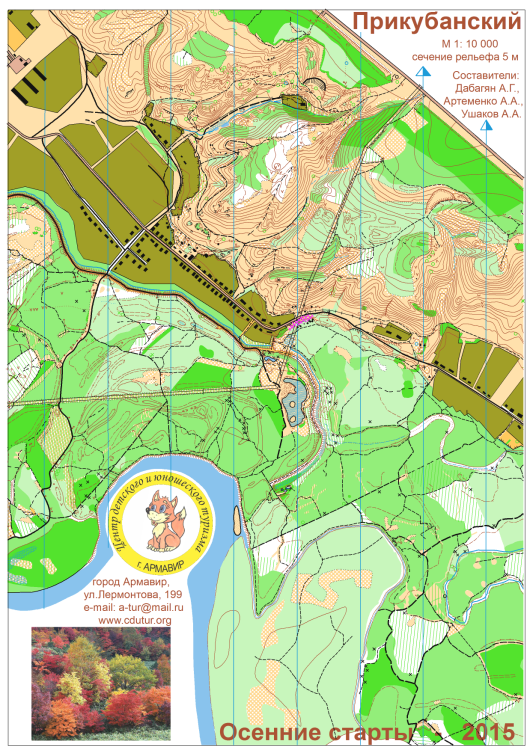 Прикубанский
М 1: 10 000
сечение рельефа 5 м
Составители:
Дабагян А.Г.,
Артеменко А.А.,
Ушаков А.А.
Центр детского и юношеского туризма
г. АРМАВИР
город Армавир,
ул.Лермонтова, 199
e-mail: a-tur@mail.ru
www.cdutur.org
Осенние старты 2015